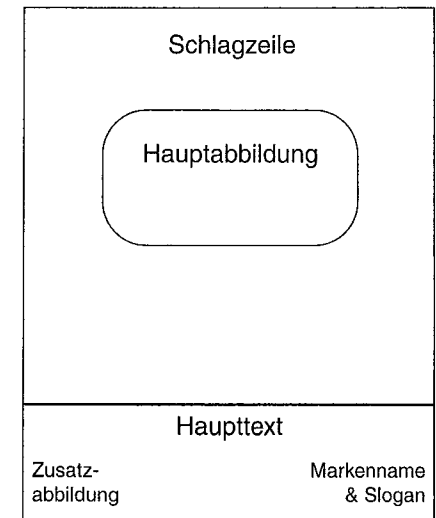 Schlagzeile
Hauptabbildung
Haupttext
Zusatz-
abbildung
Markenname
& Slogan